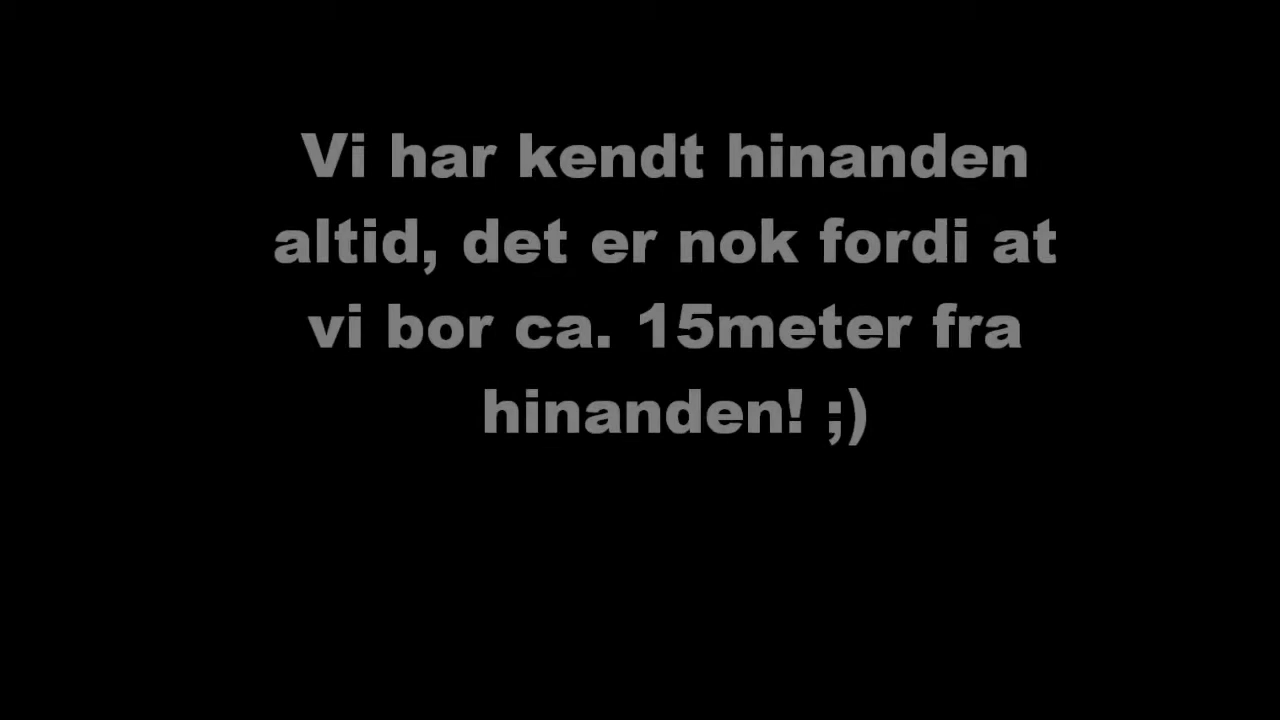 Vi har kendt hinanden
altid, det er nok fordi at
vi bor ca. 15meter fra
hinanden! ;)